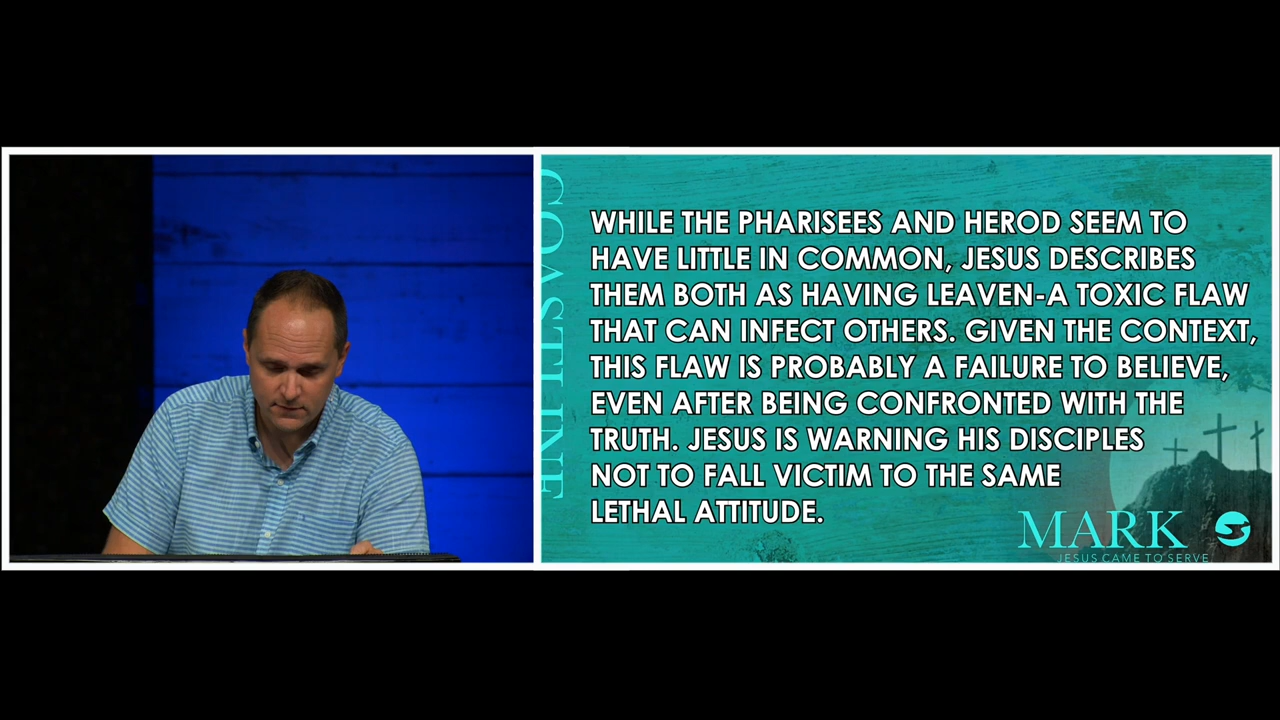 COASTLINE
WHILE THE PHARISEES AND HEROD SEEM TO
HAVE LITTLE IN COMMON, JESUS DESCRIBES
THEM BOTH AS HAVING LEAVEN-A TOXIC FLAW
THAT CAN INFECT OTHERS. GIVEN THE CONTEXT,
THIS FLAW IS PROBABLY A FAILURE TO BELIEVE,
EVEN AFTER BEING CONFRONTED WITH THE
TRUTH. JESUS IS WARNING HIS DISCIPLES
NOT TO FALL VICTIM TO THE SAME
LETHAL ATTITUDE.
MARK
JESUS CAME TO SERVE